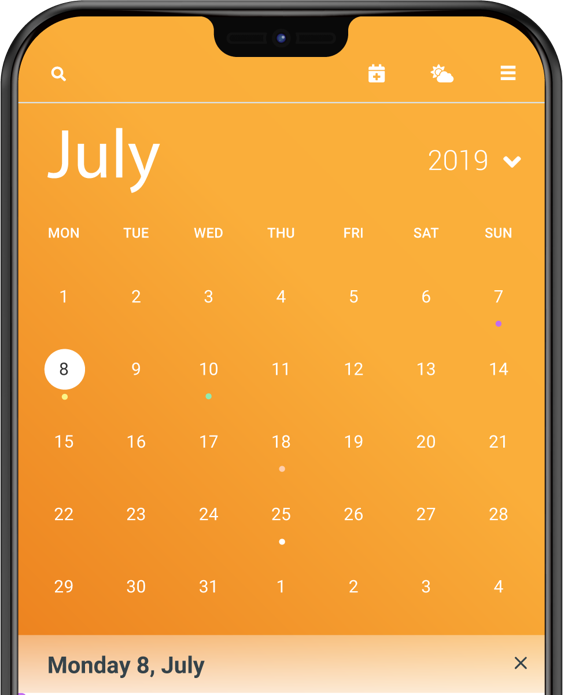 July
2019
MON TUE WED THU FRI SAT SUN
1 2 3 4 5 6 7
8 9 10 11 12 13 14
15 16 17 18 19 20 21
22 23 24 25 26 27 28
29 30 31 1 2 3 4
Monday 8, July